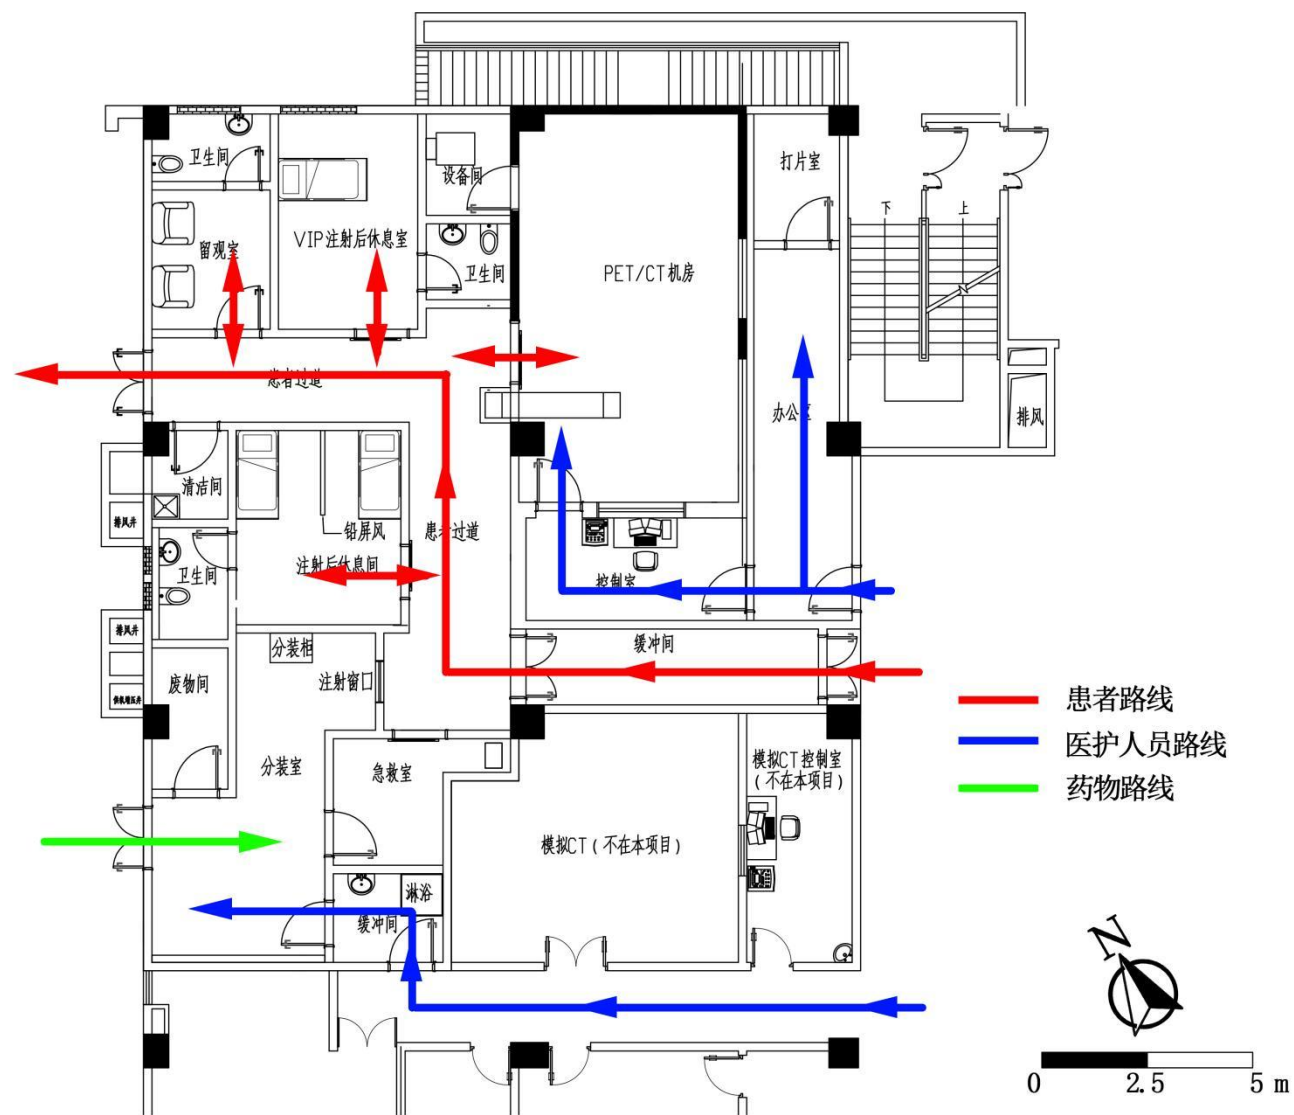 卫生间
设备间
打片室
留观室
VIP注射后休息室
卫生间
PET/CT机房
下
上
患者过道
办公区
排风
清洁间
排风井
铅屏风
患者过道
注射后休息间
卫生间
控制室
排风井
分装柜
缓冲间
废物间
注射窗口
患者路线
医护人员路线
药物路线
分装室
急救室
模拟CT控制室
(不在本项目)
模拟CT(不在本项目)
淋浴
缓冲间
N
N
0
2.5
5 m